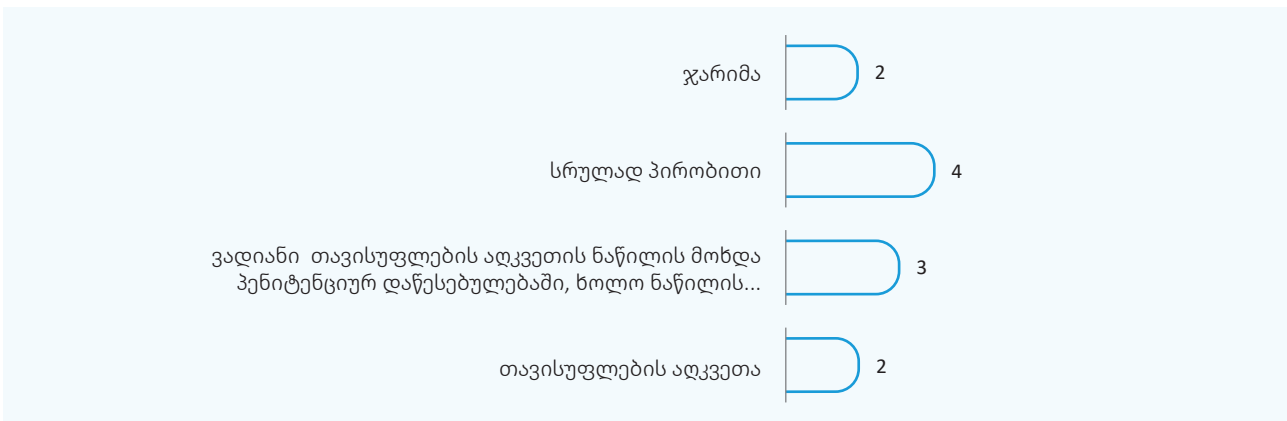 ჯარიმა 2
სრულად პირობითი 4
ვადიანი თავისუფლების აღკვეთის ნაწილის მოხდა
პენიტენციურ დაწესებულებაში, ხოლო ნაწილის... 3
თავისუფლების აღკვეთა 2